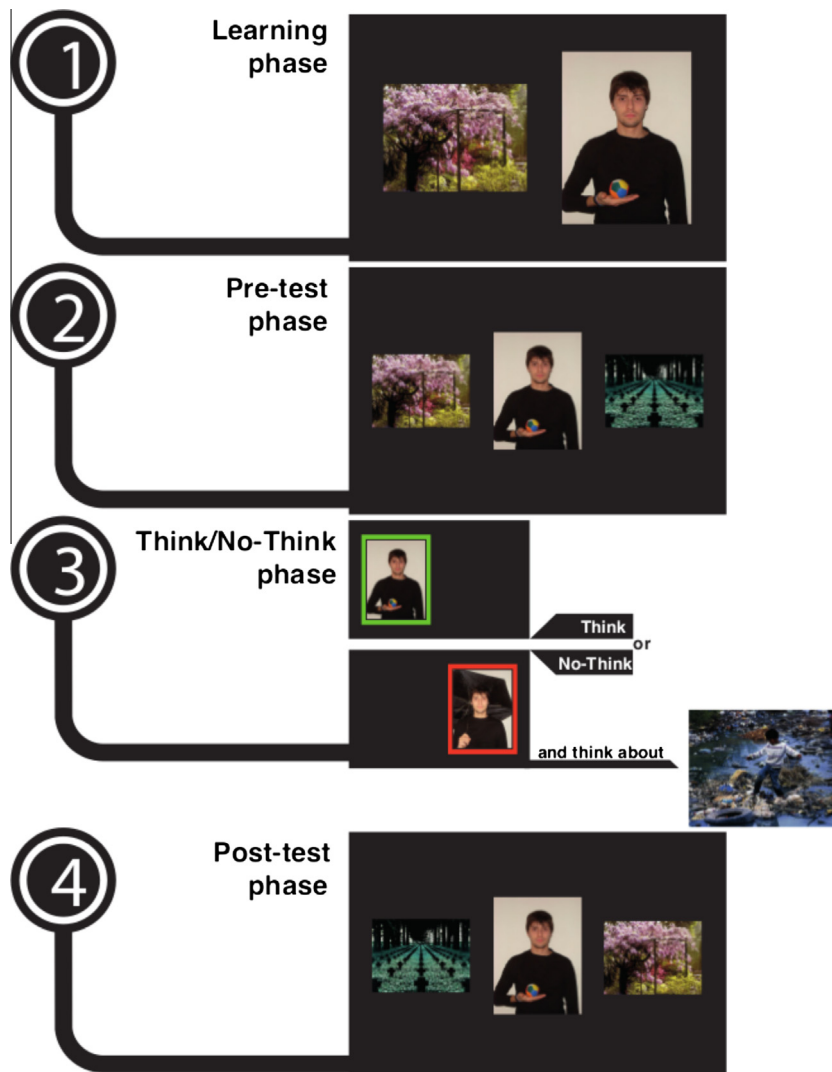 1
Learning
phase
2
Pre-test
phase
3
Think/No-Think
phase
Think
or
No-Think
and think about
4
Post-test
phase